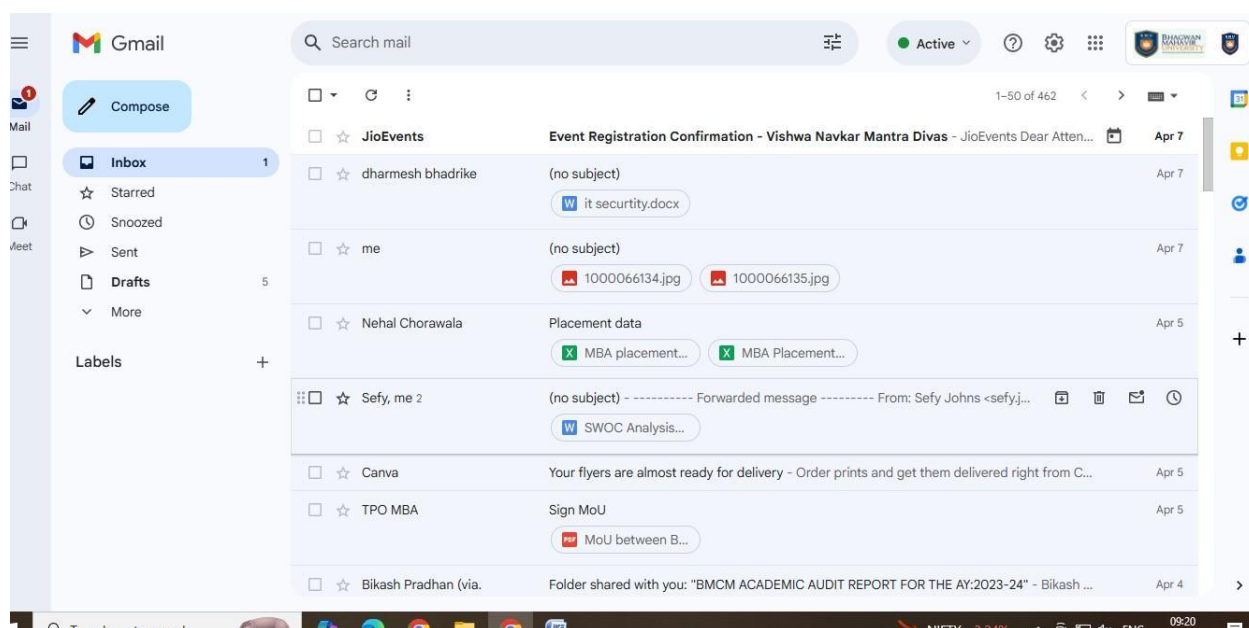 Gmail
Search mail
Active
BHAGWAN MAHAVIR UNIVERSITY
1
Mail
Chat
Meet
Compose
Inbox 1
Starred
Snoozed
Sent
Drafts 5
More
Labels
1–50 of 462
JioEvents Event Registration Confirmation - Vishwa Navkar Mantra Divas - JioEvents Dear Atten... Apr 7
dharmesh bhadrike (no subject) Apr 7
W it securtity.docx
me (no subject) Apr 7
1000066134.jpg 1000066135.jpg
Nehal Chorawala Placement data Apr 5
X MBA placement... X MBA Placement...
Sefy, me 2 (no subject) - ---------- Forwarded message --------- From: Sefy Johns <sefy.j...
W SWOC Analysis...
Canva Your flyers are almost ready for delivery - Order prints and get them delivered right from C... Apr 5
TPO MBA Sign MoU Apr 5
PDF MoU between B...
Bikash Pradhan (via. Folder shared with you: "BMCM ACADEMIC AUDIT REPORT FOR THE AY:2023-24" - Bikash ... Apr 4
31
09:20